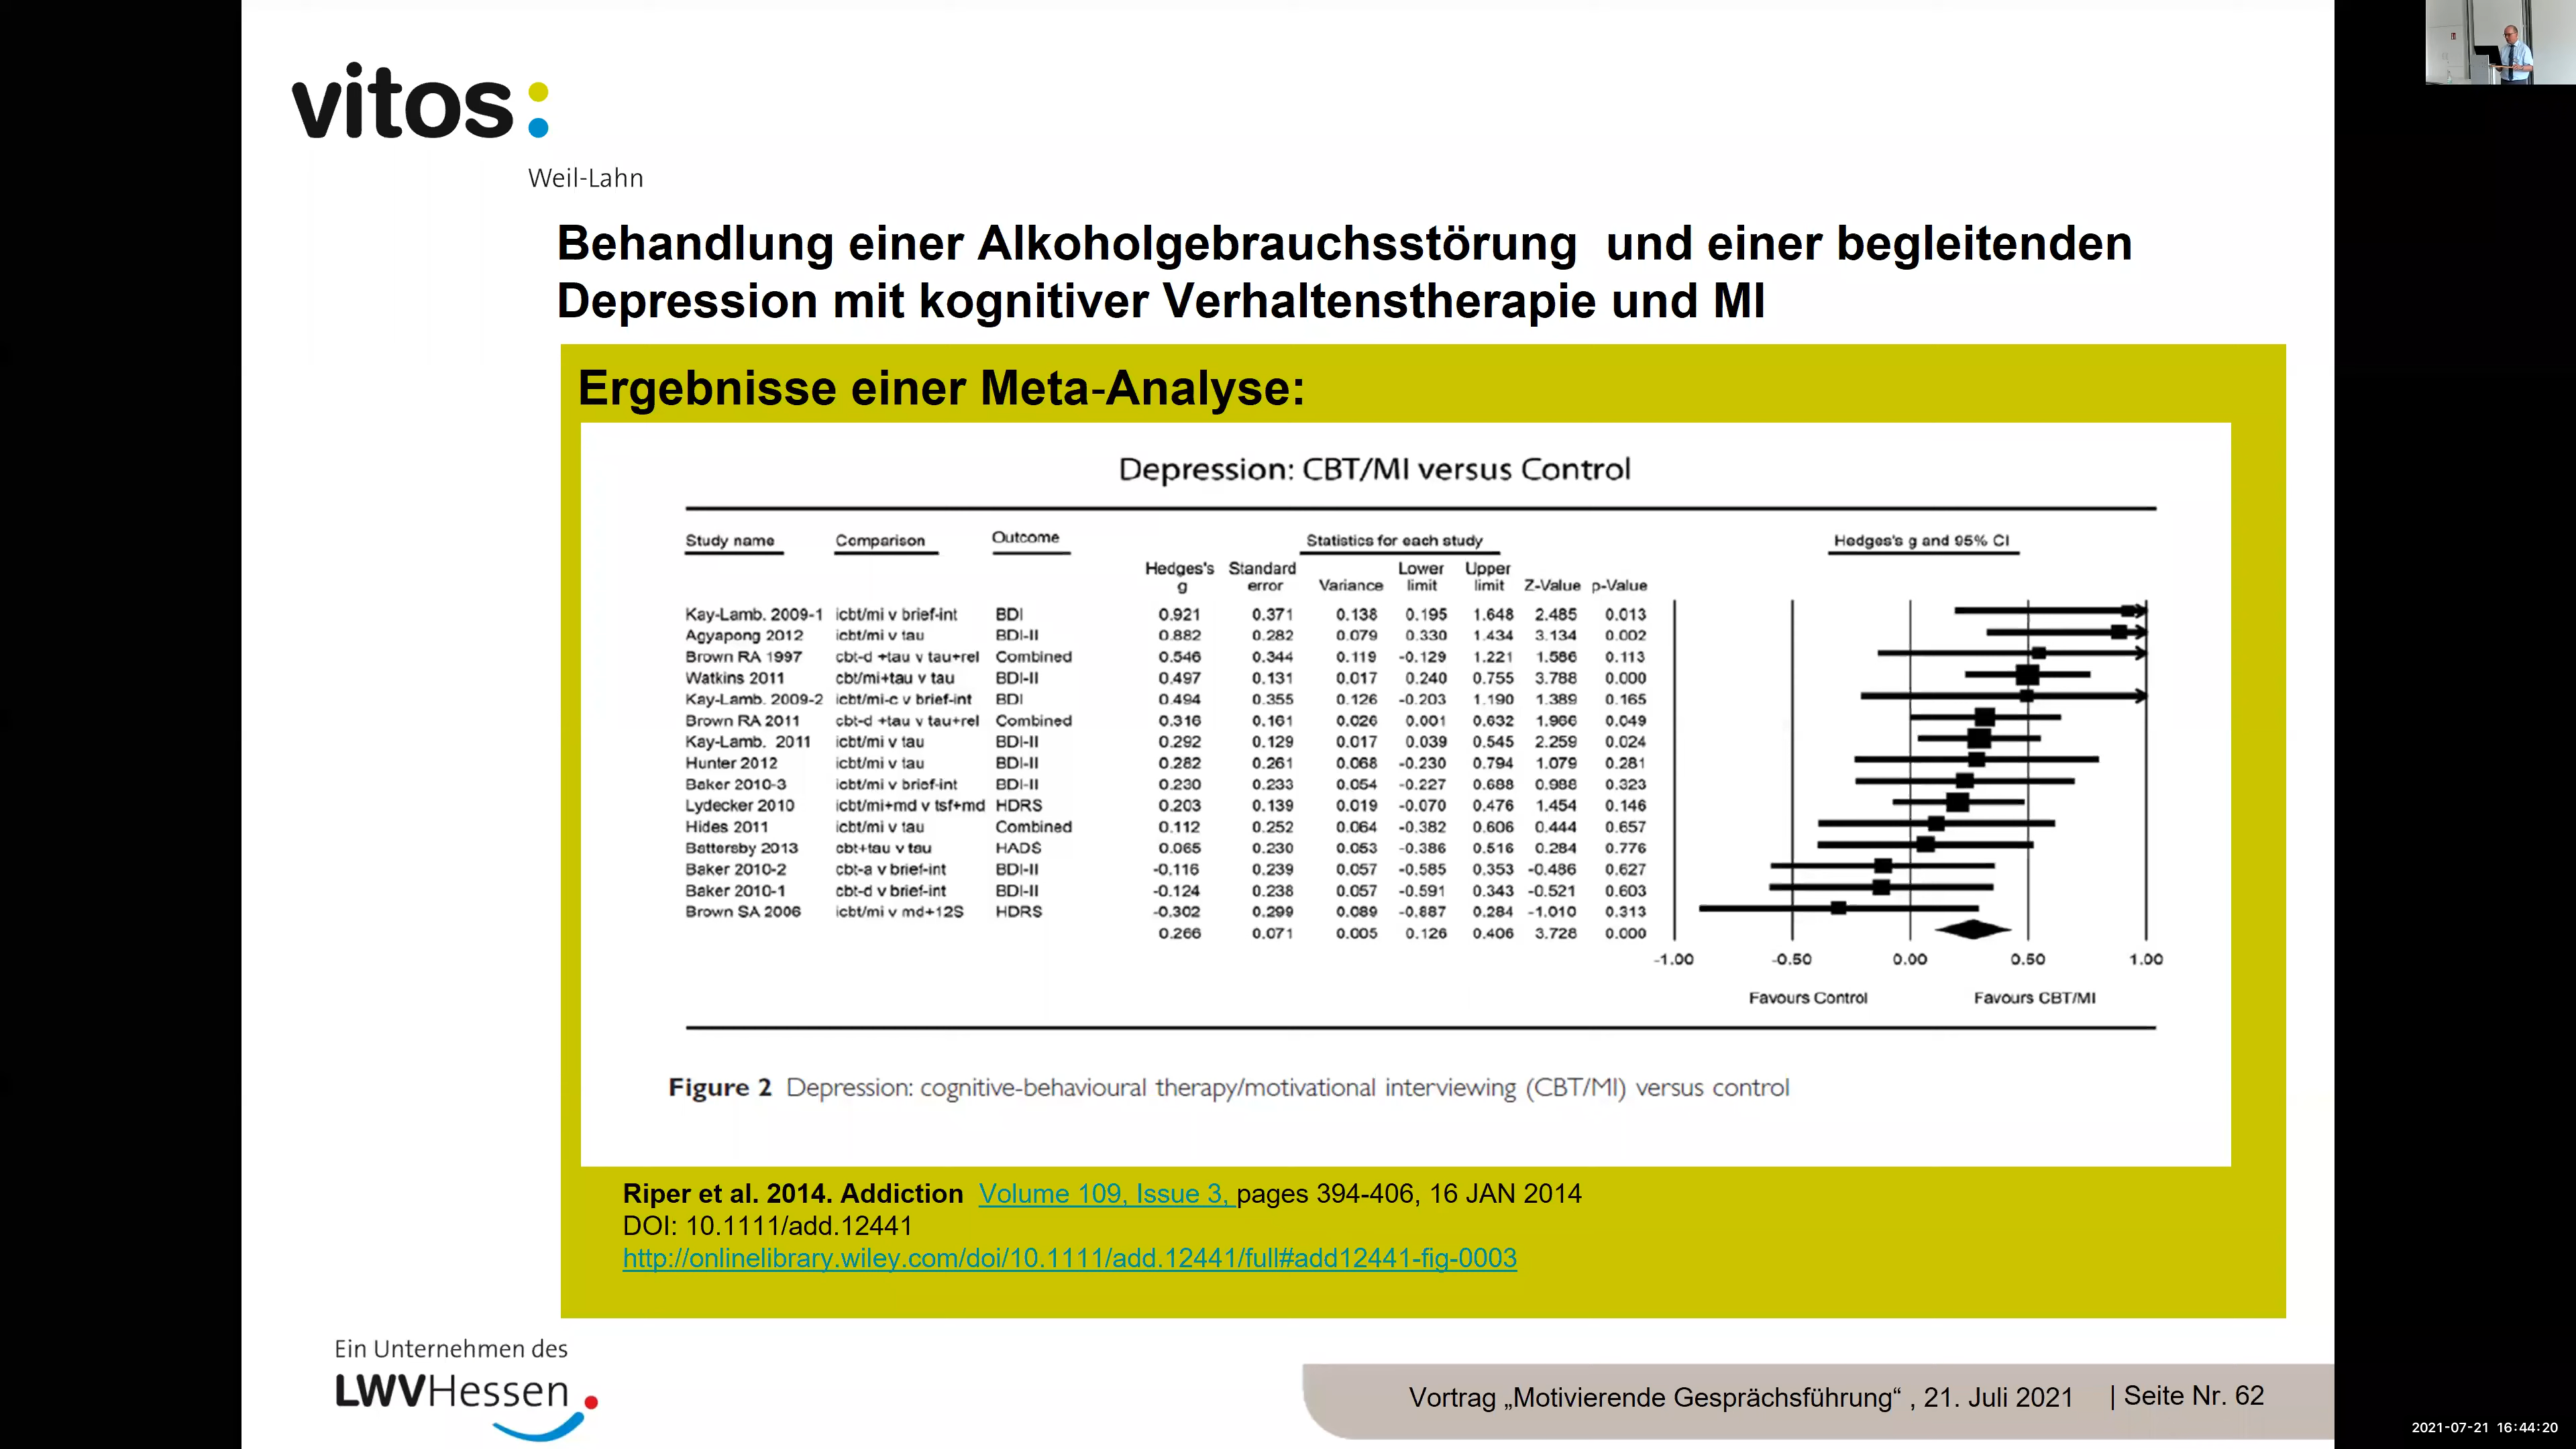 vitos:
Weil-Lahn
Behandlung einer Alkoholgebrauchsstörung und einer begleitenden
Depression mit kognitiver Verhaltenstherapie und MI
Ergebnisse einer Meta-Analyse:
Depression: CBT/MI versus Control
Study name Comparison Outcome Statistics for each study Hedges's g and 95% CI
Hedges's Standard Lower Upper
g error Variance limit limit Z-Value p-Value
Kay-Lamb. 2009-1 icbt/mi v brief-int BDI 0.921 0.371 0.138 0.195 1.648 2.485 0.013
Agyapong 2012 icbt/mi v tau BDI-II 0.882 0.282 0.079 0.330 1.434 3.134 0.002
Brown RA 1997 cbt-d +tau v tau+rel Combined 0.546 0.344 0.119 -0.129 1.221 1.586 0.113
Watkins 2011 cbt/mi+tau v tau BDI-II 0.497 0.131 0.017 0.240 0.755 3.788 0.000
Kay-Lamb. 2009-2 icbt/mi-c v brief-int BDI 0.494 0.355 0.126 -0.203 1.190 1.389 0.165
Brown RA 2011 cbt-d +tau v tau+rel Combined 0.316 0.161 0.026 0.001 0.632 1.966 0.049
Kay-Lamb. 2011 icbt/mi v tau BDI-II 0.292 0.129 0.017 0.039 0.545 2.259 0.024
Hunter 2012 icbt/mi v tau BDI-II 0.282 0.261 0.068 -0.230 0.794 1.079 0.281
Baker 2010-3 icbt/mi v brief-int BDI-II 0.230 0.233 0.054 -0.227 0.688 0.988 0.323
Lydecker 2010 icbt/mi+md v tsf+md HDRS 0.203 0.139 0.019 -0.070 0.476 1.454 0.146
Hides 2011 icbt/mi v tau Combined 0.112 0.252 0.064 -0.382 0.606 0.444 0.657
Battersby 2013 cbt+tau v tau HADS 0.065 0.230 0.053 -0.386 0.516 0.284 0.776
Baker 2010-2 cbt-a v brief-int BDI-II -0.116 0.239 0.057 -0.585 0.353 -0.486 0.627
Baker 2010-1 cbt-d v brief-int BDI-II -0.124 0.238 0.057 -0.591 0.343 -0.521 0.603
Brown SA 2006 icbt/mi v md+12S HDRS -0.302 0.299 0.089 -0.887 0.284 -1.010 0.313
0.266 0.071 0.005 0.126 0.406 3.728 0.000
-1.00 -0.50 0.00 0.50 1.00
Favours Control Favours CBT/MI
Figure 2 Depression: cognitive-behavioural therapy/motivational interviewing (CBT/MI) versus control
Riper et al. 2014. Addiction Volume 109, Issue 3, pages 394-406, 16 JAN 2014
DOI: 10.1111/add.12441
http://onlinelibrary.wiley.com/doi/10.1111/add.12441/full#add12441-fig-0003
Ein Unternehmen des
LWVHessen
Vortrag „Motivierende Gesprächsführung“ , 21. Juli 2021 | Seite Nr. 62
2021-07-21 16:44:20